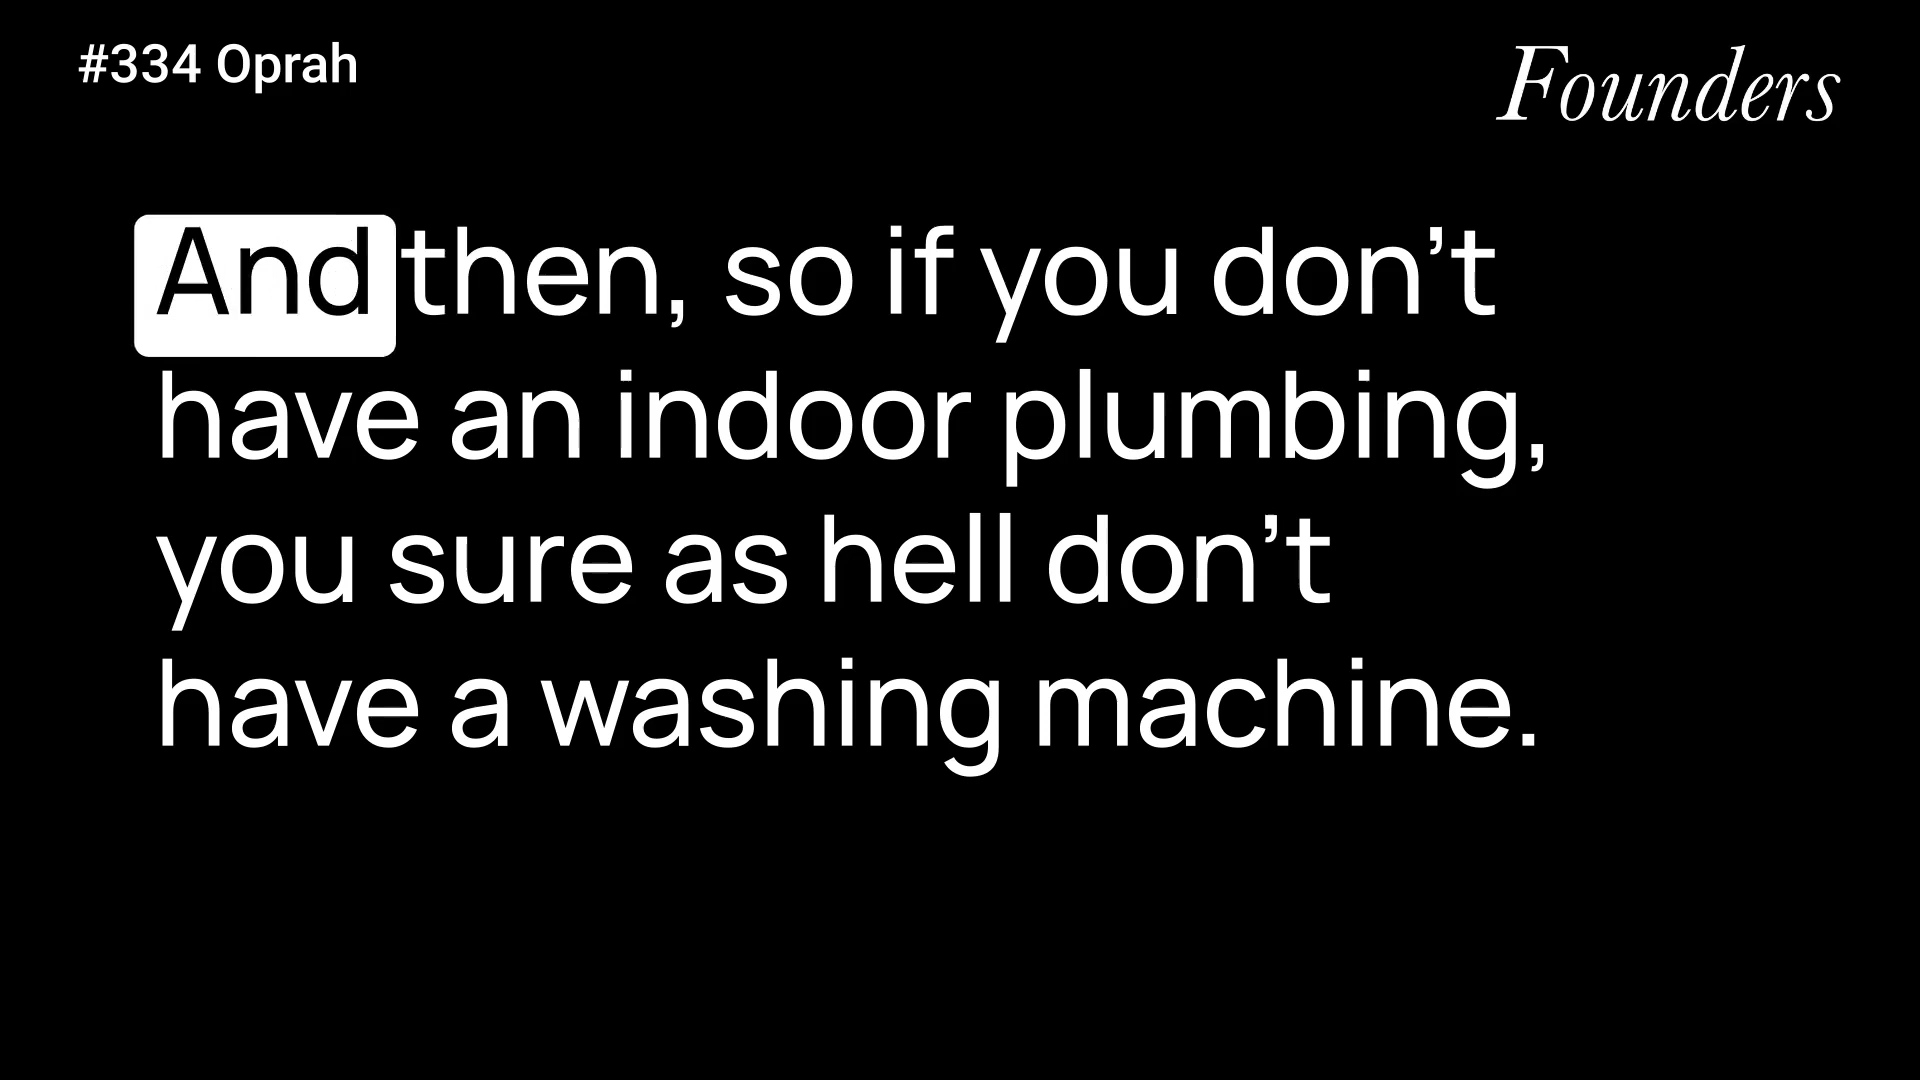 #334 Oprah
Founders
And then, so if you don’t
have an indoor plumbing,
you sure as hell don’t
have a washing machine.